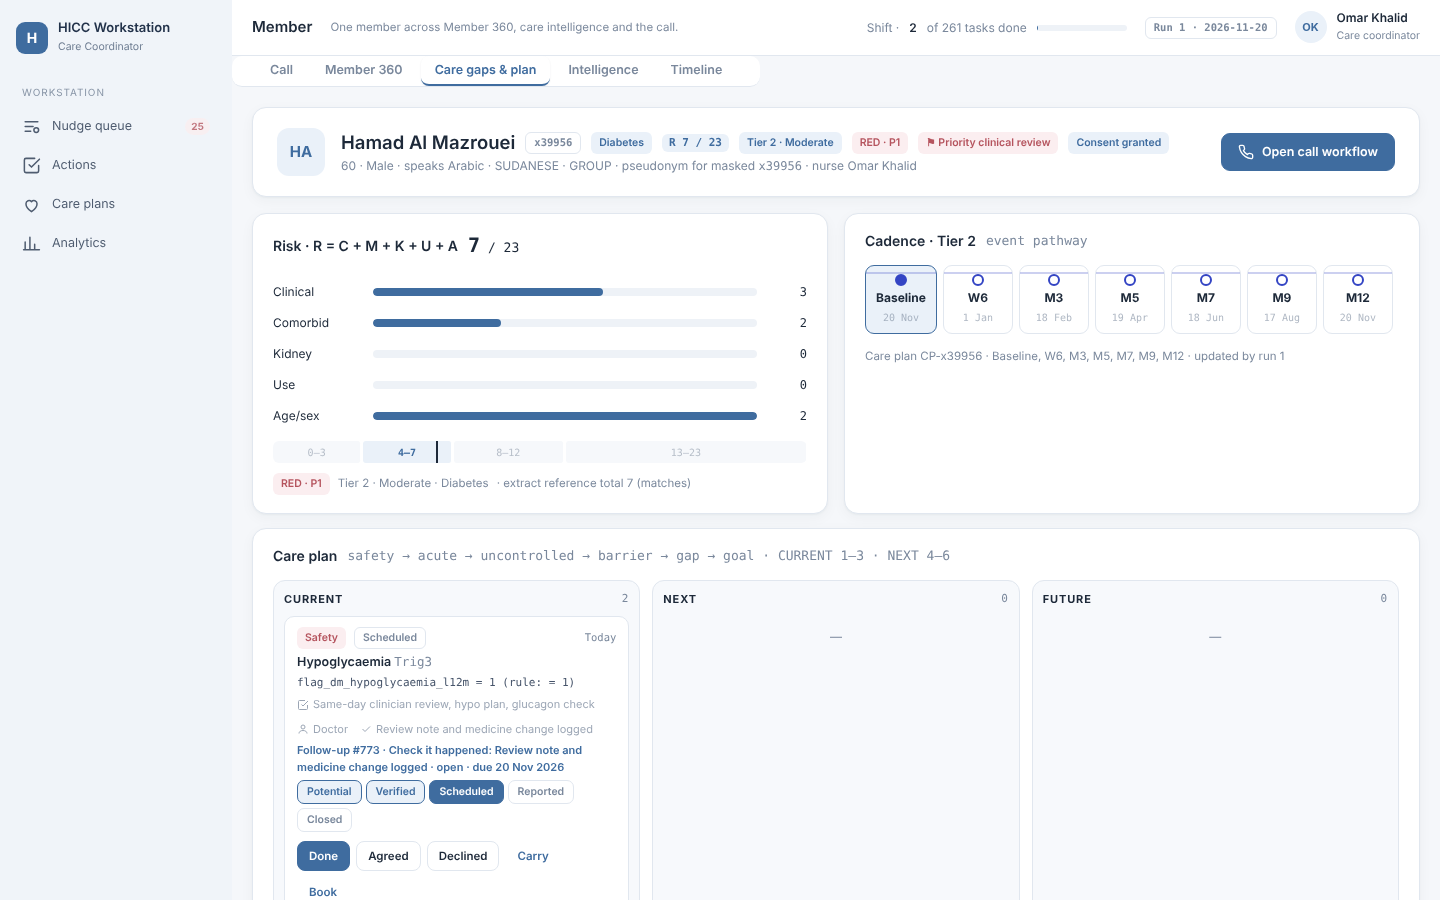 H
HICC Workstation
Care Coordinator
WORKSTATION
Nudge queue 25
Actions
Care plans
Analytics
Member One member across Member 360, care intelligence and the call.
Shift · 2 of 261 tasks done
Run 1 · 2026-11-20
OK
Omar Khalid
Care coordinator
Call Member 360 Care gaps & plan Intelligence Timeline
HA
Hamad Al Mazrouei x39956 Diabetes R 7 / 23 Tier 2 · Moderate RED · P1 ⚑ Priority clinical review Consent granted
60 · Male · speaks Arabic · SUDANESE · GROUP · pseudonym for masked x39956 · nurse Omar Khalid
Open call workflow
Risk · R = C + M + K + U + A 7 / 23
Clinical 3
Comorbid 2
Kidney 0
Use 0
Age/sex 2
0–3 4–7 8–12 13–23
RED · P1 Tier 2 · Moderate · Diabetes · extract reference total 7 (matches)
Cadence · Tier 2 event pathway
Baseline W6 M3 M5 M7 M9 M12
20 Nov 1 Jan 18 Feb 19 Apr 18 Jun 17 Aug 20 Nov
Care plan CP-x39956 · Baseline, W6, M3, M5, M7, M9, M12 · updated by run 1
Care plan safety → acute → uncontrolled → barrier → gap → goal · CURRENT 1–3 · NEXT 4–6
CURRENT 2
Safety Scheduled Today
Hypoglycaemia Trig3
flag_dm_hypoglycaemia_l12m = 1 (rule: = 1)
Same-day clinician review, hypo plan, glucagon check
Doctor Review note and medicine change logged
Follow-up #773 · Check it happened: Review note and
medicine change logged · open · due 20 Nov 2026
Potential Verified Scheduled Reported
Closed
Done Agreed Declined Carry
Book
NEXT 0
—
FUTURE 0
—